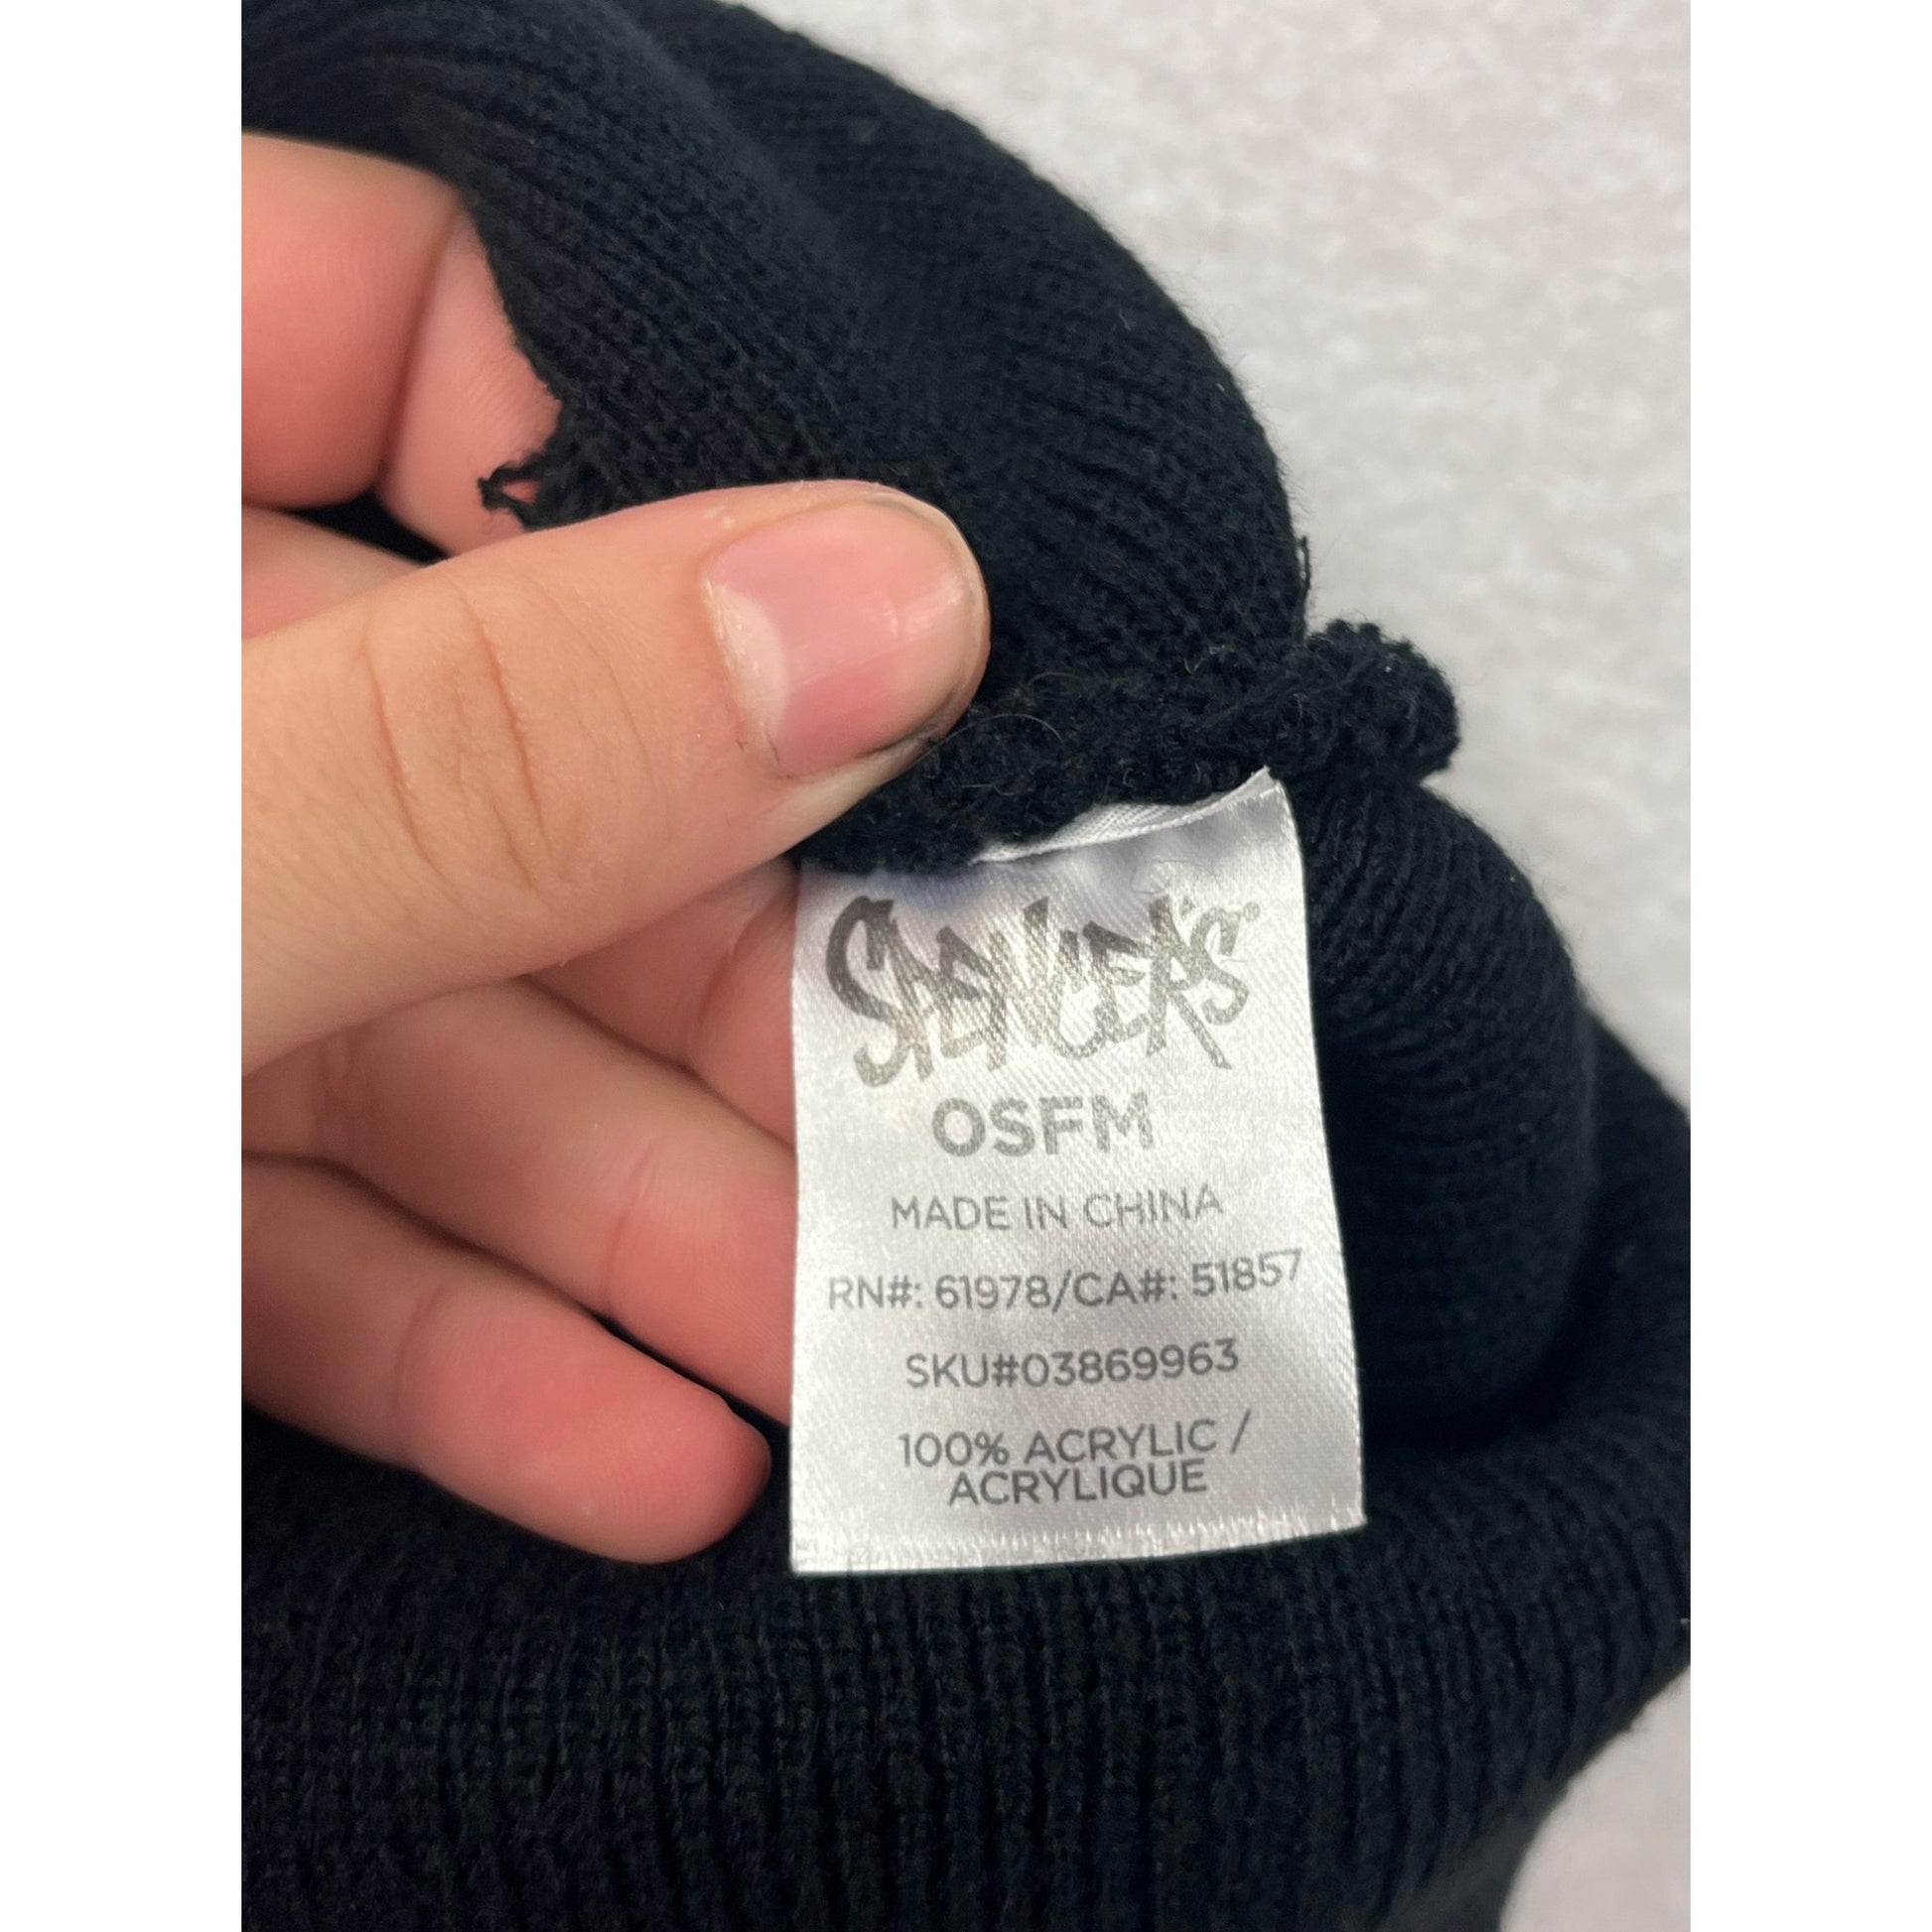 SPENCER'S
OSFM
MADE IN CHINA
RN#: 61978/CA#: 51857
SKU#03869963
100% ACRYLIC /
ACRYLIQUE